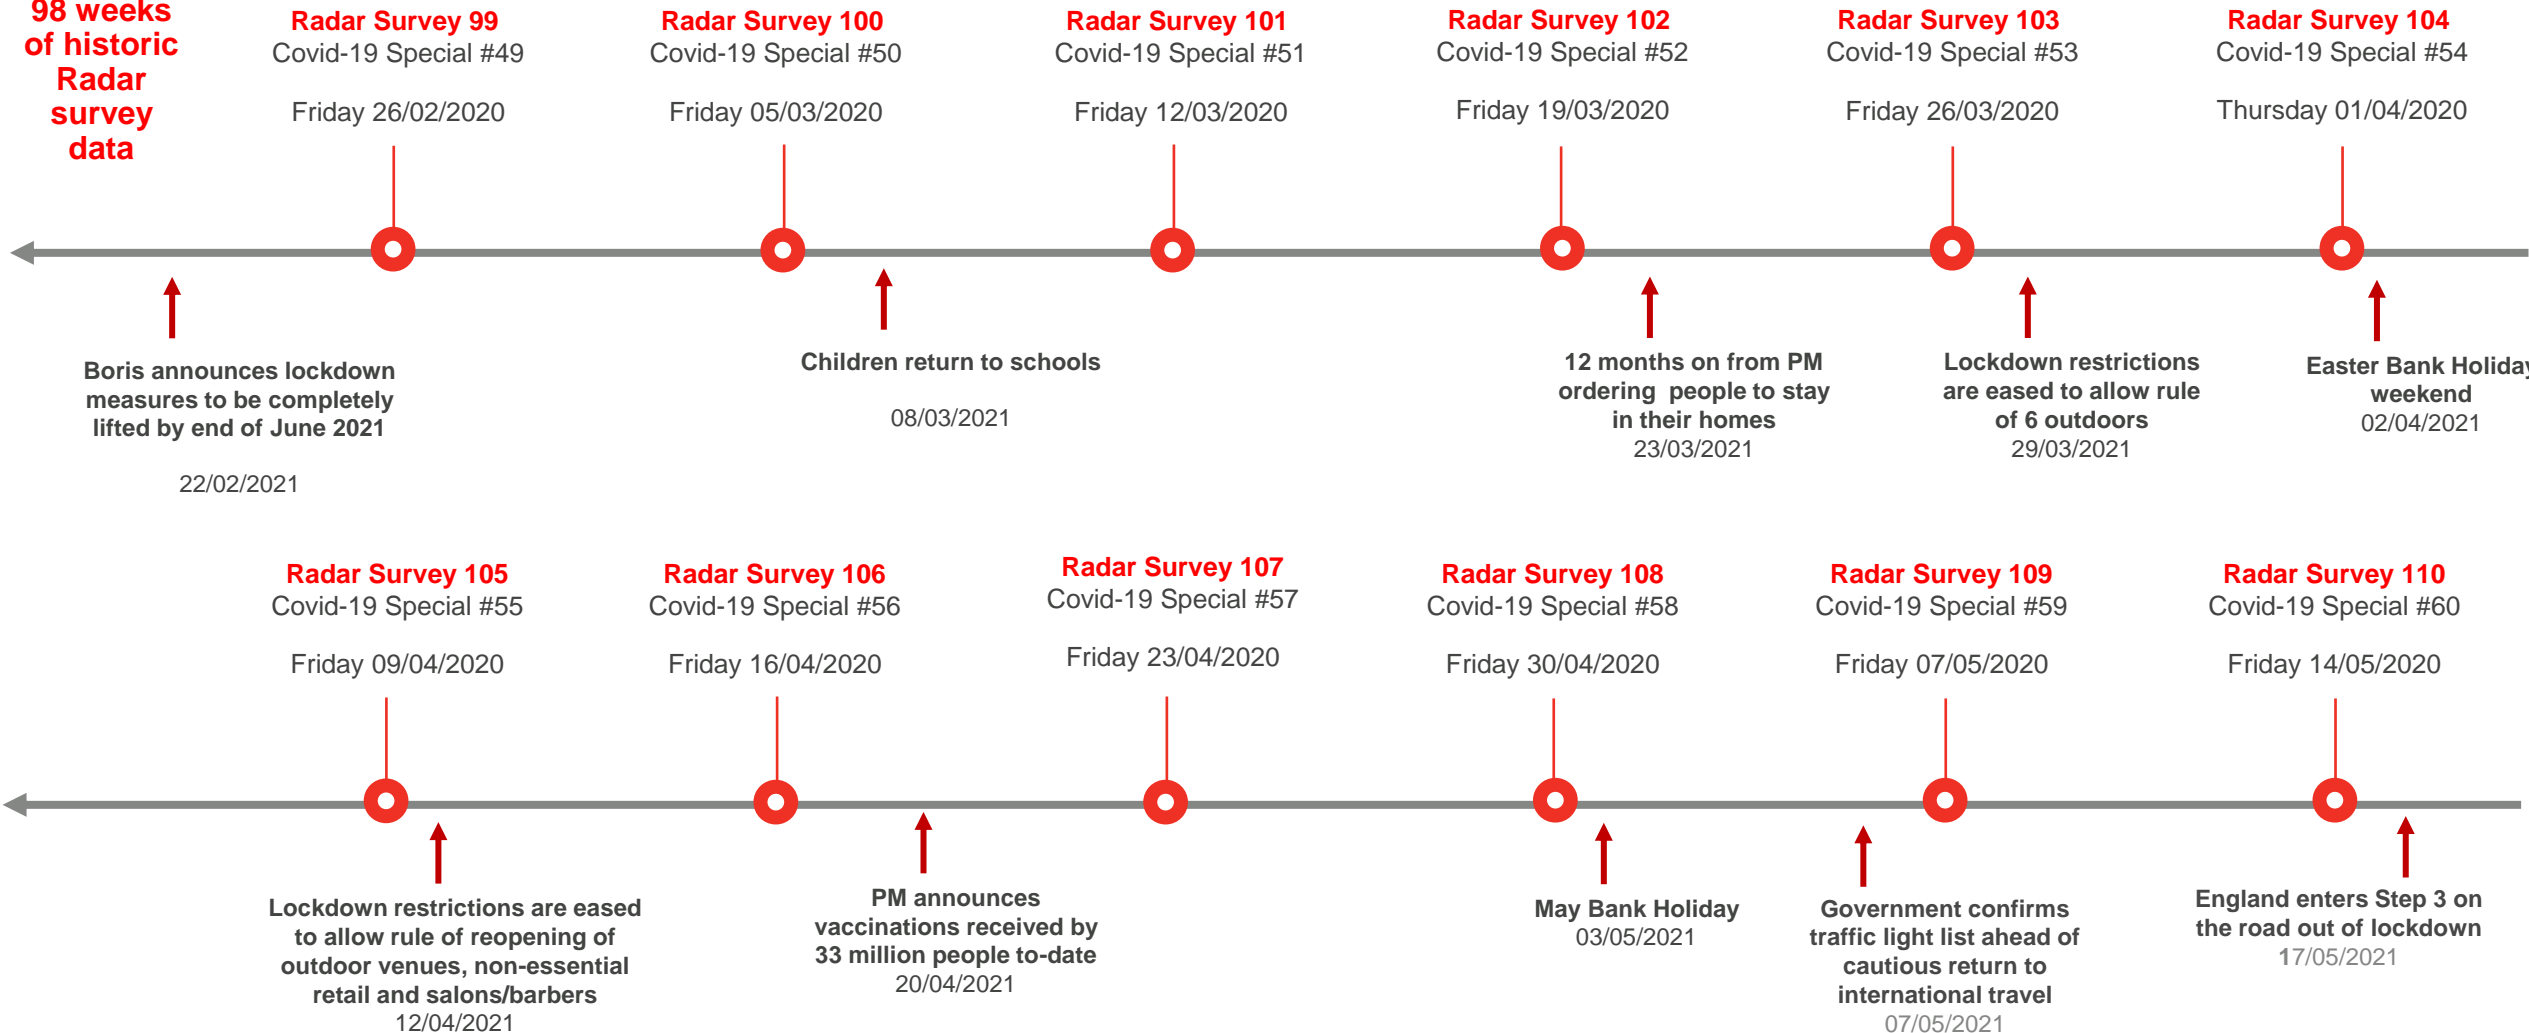 98 weeks
of historic
Radar
survey
data
Radar Survey 99
Covid-19 Special #49
Friday 26/02/2020
Radar Survey 100
Covid-19 Special #50
Friday 05/03/2020
Radar Survey 101
Covid-19 Special #51
Friday 12/03/2020
Radar Survey 102
Covid-19 Special #52
Friday 19/03/2020
Radar Survey 103
Covid-19 Special #53
Friday 26/03/2020
Radar Survey 104
Covid-19 Special #54
Thursday 01/04/2020
Boris announces lockdown
measures to be completely
lifted by end of June 2021
22/02/2021
Children return to schools
08/03/2021
12 months on from PM
ordering people to stay
in their homes
23/03/2021
Lockdown restrictions
are eased to allow rule
of 6 outdoors
29/03/2021
Easter Bank Holiday
weekend
02/04/2021
Radar Survey 105
Covid-19 Special #55
Friday 09/04/2020
Radar Survey 106
Covid-19 Special #56
Friday 16/04/2020
Radar Survey 107
Covid-19 Special #57
Friday 23/04/2020
Radar Survey 108
Covid-19 Special #58
Friday 30/04/2020
Radar Survey 109
Covid-19 Special #59
Friday 07/05/2020
Radar Survey 110
Covid-19 Special #60
Friday 14/05/2020
Lockdown restrictions are eased
to allow rule of reopening of
outdoor venues, non-essential
retail and salons/barbers
12/04/2021
PM announces
vaccinations received by
33 million people to-date
20/04/2021
May Bank Holiday
03/05/2021
Government confirms
traffic light list ahead of
cautious return to
international travel
07/05/2021
England enters Step 3 on
the road out of lockdown
17/05/2021